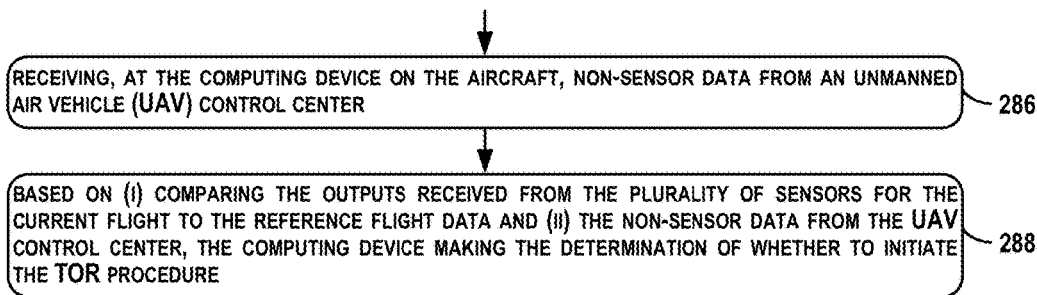 RECEIVING, AT THE COMPUTING DEVICE ON THE AIRCRAFT, NON-SENSOR DATA FROM AN UNMANNED
AIR VEHICLE (UAV) CONTROL CENTER
286
BASED ON (I) COMPARING THE OUTPUTS RECEIVED FROM THE PLURALITY OF SENSORS FOR THE
CURRENT FLIGHT TO THE REFERENCE FLIGHT DATA AND (II) THE NON-SENSOR DATA FROM THE UAV
CONTROL CENTER, THE COMPUTING DEVICE MAKING THE DETERMINATION OF WHETHER TO INITIATE
THE TOR PROCEDURE
288